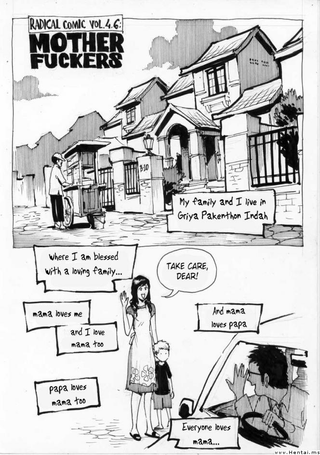 RADICAL COMIC VOL.4.6:
MOTHER
FUCKERS
My family and I live in
Griya Pakenthon Indah
Where I am blessed
with a loving family...
TAKE CARE,
DEAR!
mama loves me
and I love
mama too
And mama
loves papa
papa loves
mama too
Everyone loves
mama...
www.Hentai.ms